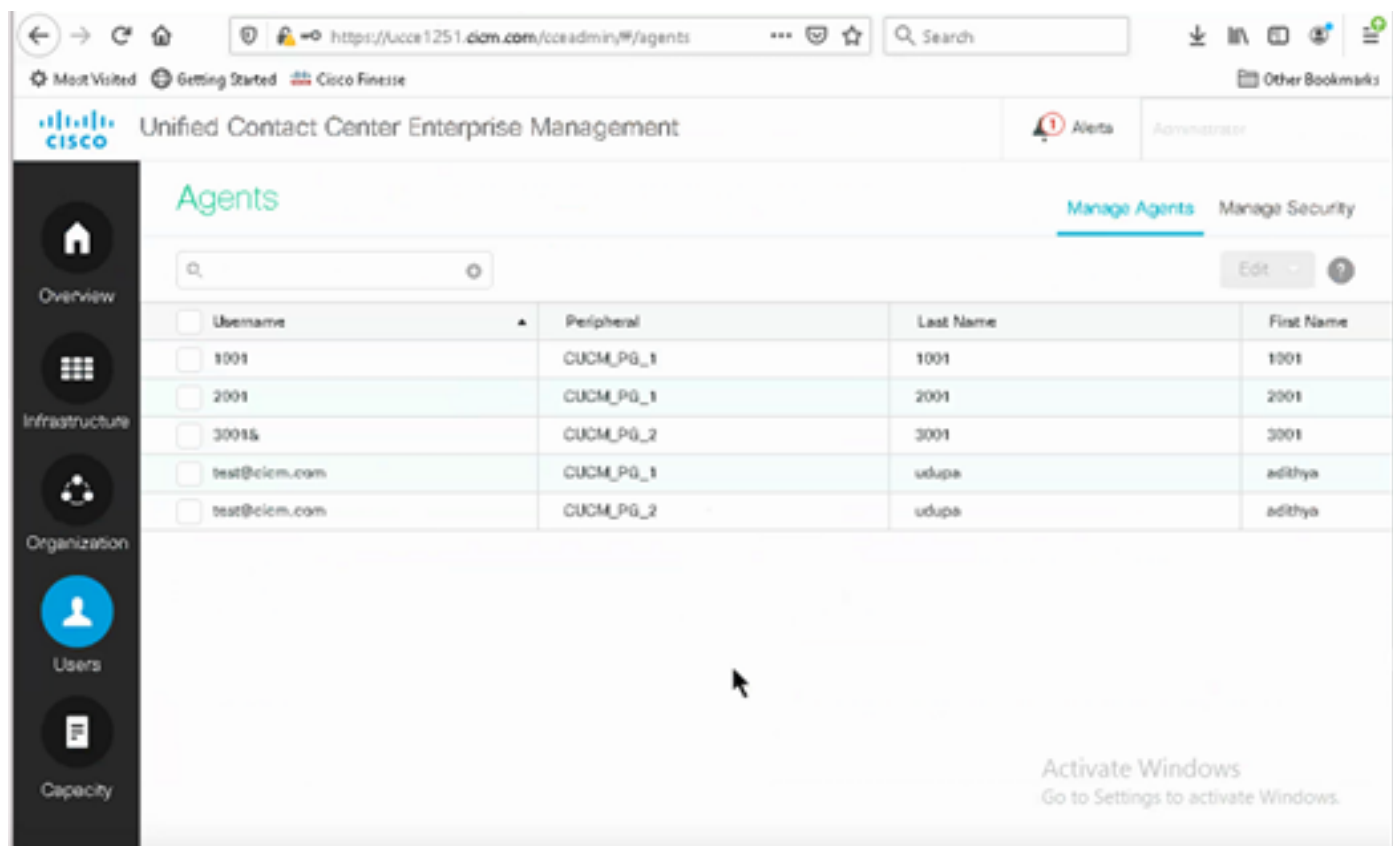 https://ucce1251.cicm.com/cceadmin/#/agents ••• Search
Most Visited Getting Started Cisco Finesse Other Bookmarks
CISCO Unified Contact Center Enterprise Management 1 Alerts Administrator
Agents
Manage Agents Manage Security
Edit ?
Overview
Username Peripheral Last Name First Name
1001 CUCM_PG_1 1001 1001
2001 CUCM_PG_1 2001 2001
Infrastructure
3001& CUCM_PG_2 3001 3001
test@cicm.com CUCM_PG_1 udupa adithya
test@cicm.com CUCM_PG_2 udupa adithya
Organization
Users
Capacity
Activate Windows
Go to Settings to activate Windows.